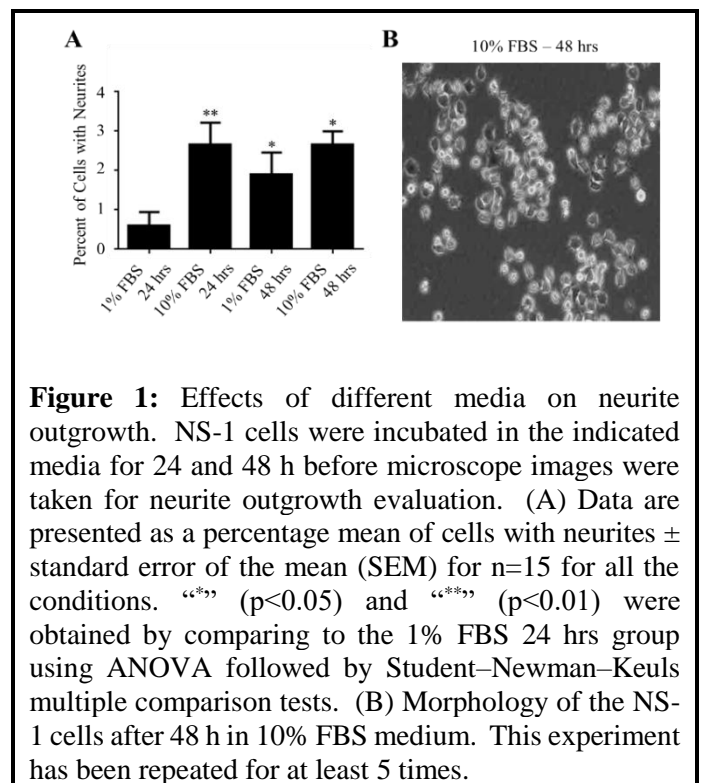 A
B
10% FBS – 48 hrs
Percent of Cells with Neurites
4
3
2
1
0
**
*
*
1% FBS
24 hrs
10% FBS
24 hrs
1% FBS
48 hrs
10% FBS
48 hrs
Figure 1: Effects of different media on neurite
outgrowth. NS-1 cells were incubated in the indicated
media for 24 and 48 h before microscope images were
taken for neurite outgrowth evaluation. (A) Data are
presented as a percentage mean of cells with neurites ±
standard error of the mean (SEM) for n=15 for all the
conditions. “*” (p<0.05) and “**” (p<0.01) were
obtained by comparing to the 1% FBS 24 hrs group
using ANOVA followed by Student–Newman–Keuls
multiple comparison tests. (B) Morphology of the NS-
1 cells after 48 h in 10% FBS medium. This experiment
has been repeated for at least 5 times.